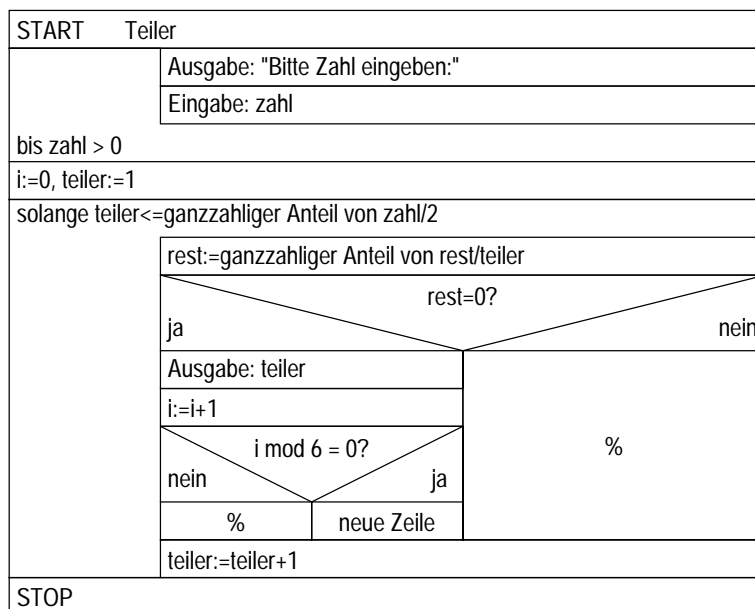 START Teiler
Ausgabe: "Bitte Zahl eingeben:"
Eingabe: zahl
bis zahl > 0
i:=0, teiler:=1
solange teiler<=ganzzahliger Anteil von zahl/2
rest:=ganzzahliger Anteil von rest/teiler
rest=0?
ja nein
Ausgabe: teiler
i:=i+1
i mod 6 = 0?
%
nein ja
% neue Zeile
teiler:=teiler+1
STOP